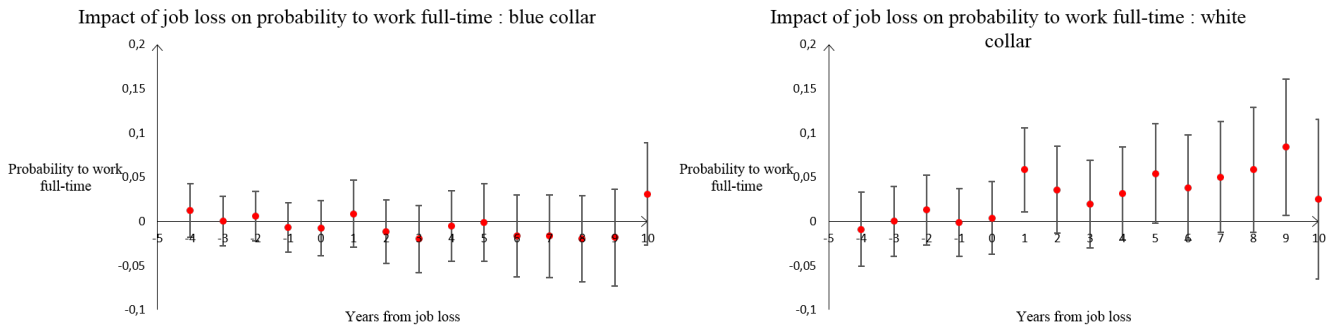 Impact of job loss on probability to work full-time : blue collar
0,2
0,15
0,1
Probability to work
full-time
0,05
0
-0,05
-0,1
-5 -4 -3 -2 -1 0 1 2 3 4 5 6 7 8 9 10
Years from job loss
Impact of job loss on probability to work full-time : white
collar
0,2
0,15
0,1
Probability to work
full-time
0,05
0
-0,05
-0,1
-5 -4 -3 -2 -1 0 1 2 3 4 5 6 7 8 9 10
Years from job loss